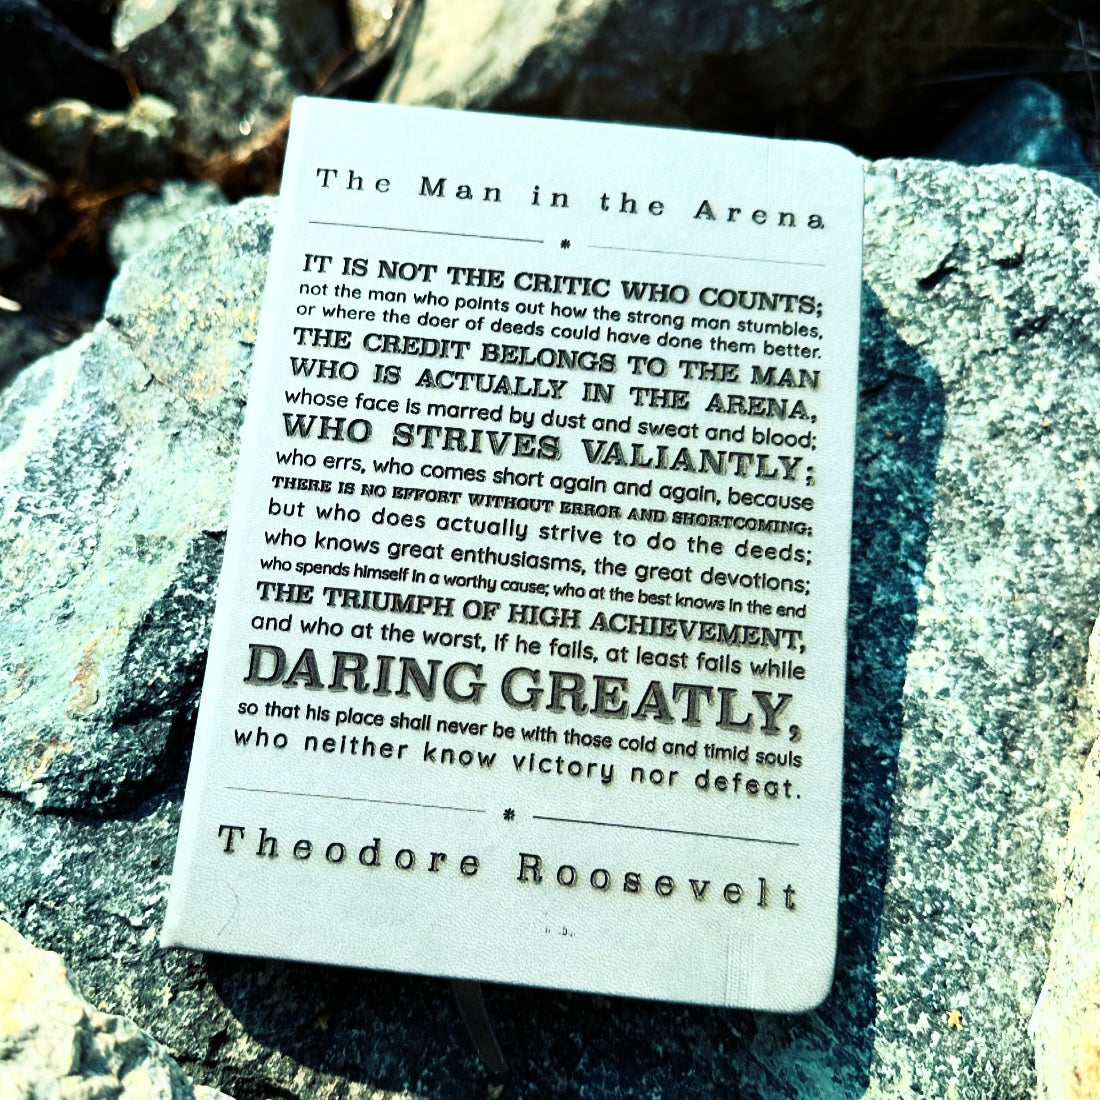 The Man in the Arena
IT IS NOT THE CRITIC WHO COUNTS;
not the man who points out how the strong man stumbles,
or where the doer of deeds could have done them better.
THE CREDIT BELONGS TO THE MAN
WHO IS ACTUALLY IN THE ARENA,
whose face is marred by dust and sweat and blood;
WHO STRIVES VALIANTLY;
who errs, who comes short again and again, because
THERE IS NO EFFORT WITHOUT ERROR AND SHORTCOMING;
but who does actually strive to do the deeds;
who knows great enthusiasms, the great devotions;
who spends himself in a worthy cause; who at the best knows in the end
THE TRIUMPH OF HIGH ACHIEVEMENT,
and who at the worst, if he fails, at least fails while
DARING GREATLY,
so that his place shall never be with those cold and timid souls
who neither know victory nor defeat.
Theodore Roosevelt